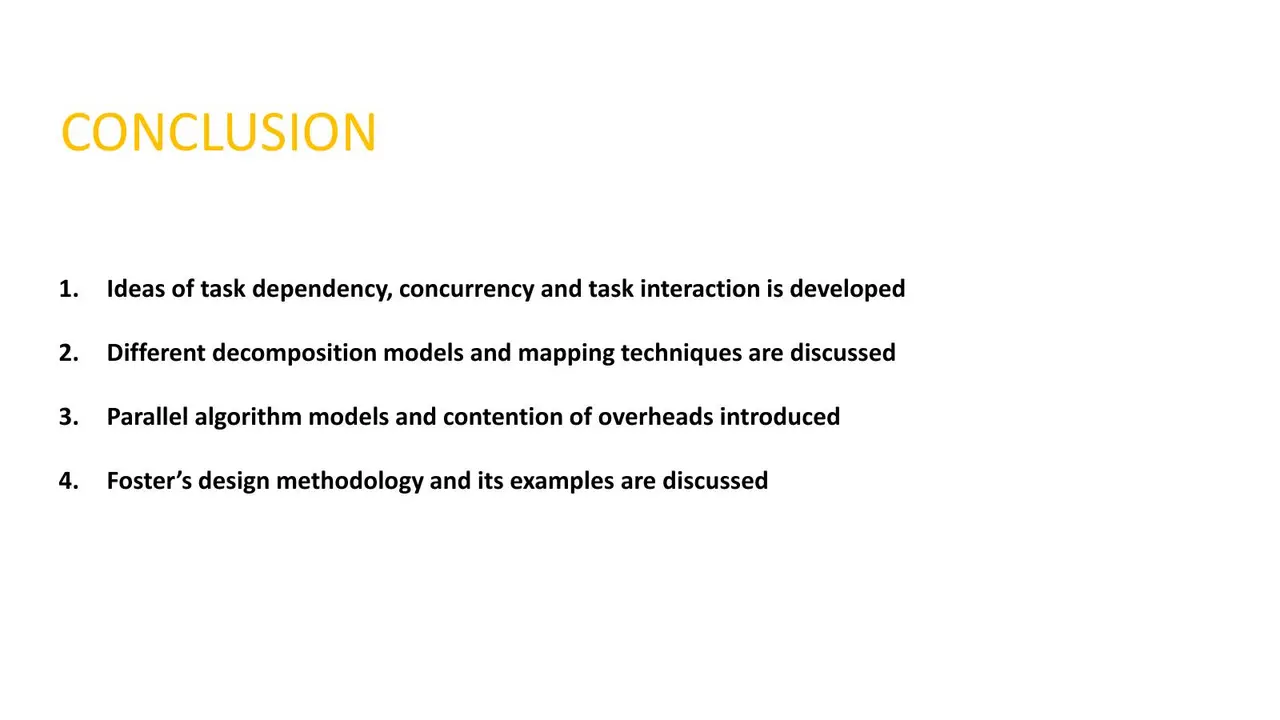 CONCLUSION
1. Ideas of task dependency, concurrency and task interaction is developed
2. Different decomposition models and mapping techniques are discussed
3. Parallel algorithm models and contention of overheads introduced
4. Foster’s design methodology and its examples are discussed